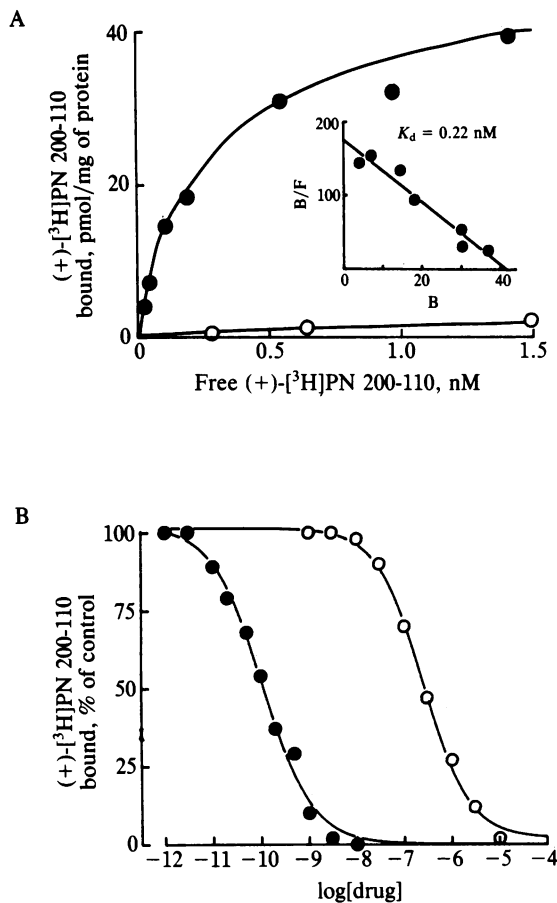 A
(+)-[³H]PN 200-110
bound, pmol/mg of protein
40
20
0
0
0.5
1.0
1.5
Free (+)-[³H]PN 200-110, nM
B/F
200
100
K_d = 0.22 nM
0
20
40
B
B
(+)-[³H]PN 200-110
bound, % of control
100
75
50
25
0
−12 −11 −10 −9 −8 −7 −6 −5 −4
log[drug]